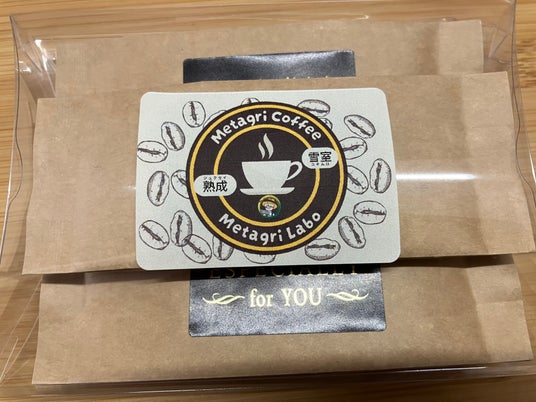 Metagri Coffee
雪室
ユキムロ
ジュクセイ
熟成
Metagri Labo
ESPECIALLY
for YOU